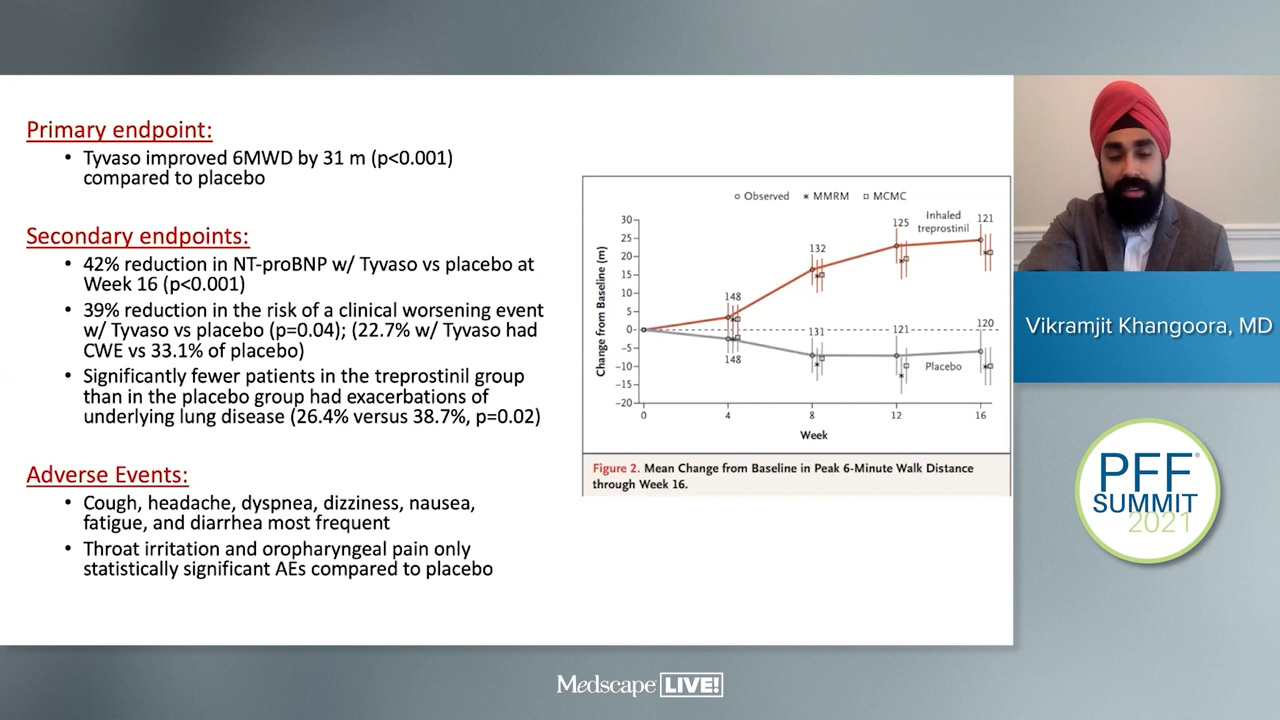 Primary endpoint:
• Tyvaso improved 6MWD by 31 m (p<0.001)
compared to placebo
Secondary endpoints:
• 42% reduction in NT-proBNP w/ Tyvaso vs placebo at
Week 16 (p<0.001)
• 39% reduction in the risk of a clinical worsening event
w/ Tyvaso vs placebo (p=0.04); (22.7% w/ Tyvaso had
CWE vs 33.1% of placebo)
• Significantly fewer patients in the treprostinil group
than in the placebo group had exacerbations of
underlying lung disease (26.4% versus 38.7%, p=0.02)
Adverse Events:
• Cough, headache, dyspnea, dizziness, nausea,
fatigue, and diarrhea most frequent
• Throat irritation and oropharyngeal pain only
statistically significant AEs compared to placebo
Observed MMRM MCMC
Change from Baseline (m)
30
25
20
15
10
5
0
−5
−10
−15
−20
148
132
125
121
Inhaled
treprostinil
148
131
121
120
Placebo
0 4 8 12 16
Week
Figure 2. Mean Change from Baseline in Peak 6-Minute Walk Distance
through Week 16.
Vikramjit Khangoora, MD
PFF®
SUMMIT
2021
Medscape LIVE!